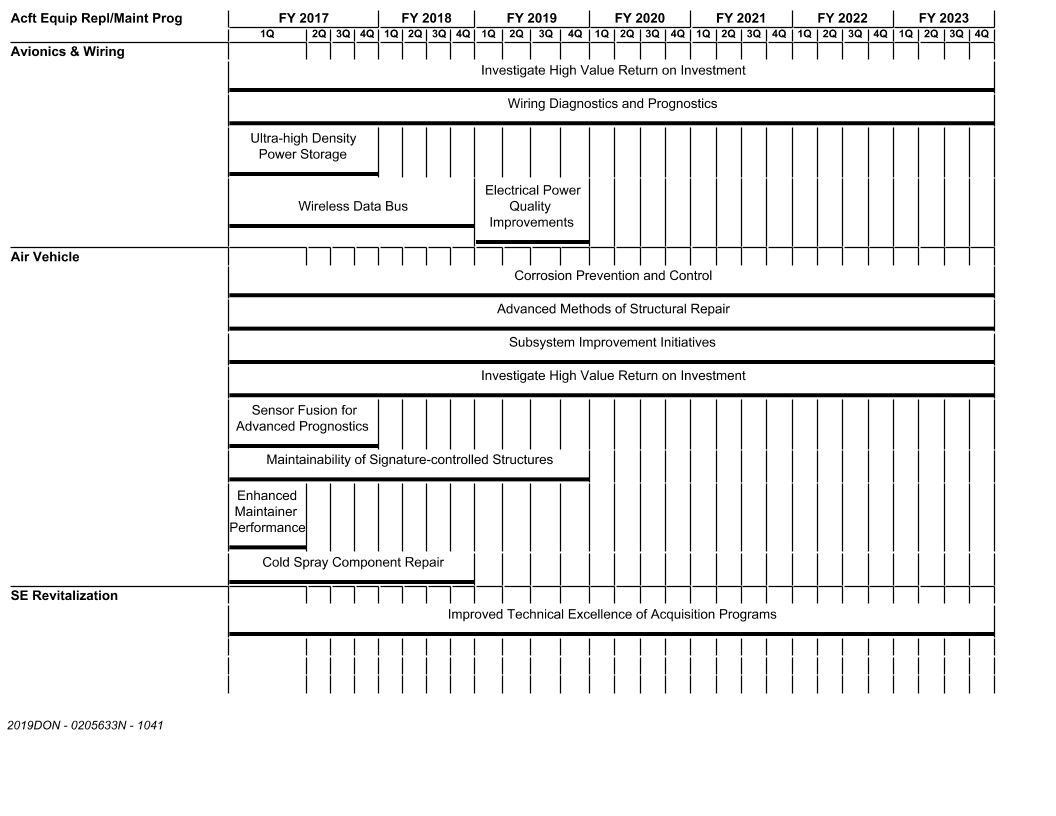 Acft Equip Repl/Maint Prog FY 2017 FY 2018 FY 2019 FY 2020 FY 2021 FY 2022 FY 2023
1Q 2Q 3Q 4Q 1Q 2Q 3Q 4Q 1Q 2Q 3Q 4Q 1Q 2Q 3Q 4Q 1Q 2Q 3Q 4Q 1Q 2Q 3Q 4Q 1Q 2Q 3Q 4Q
Avionics & Wiring
Investigate High Value Return on Investment
Wiring Diagnostics and Prognostics
Ultra-high Density
Power Storage
Wireless Data Bus
Electrical Power
Quality
Improvements
Air Vehicle
Corrosion Prevention and Control
Advanced Methods of Structural Repair
Subsystem Improvement Initiatives
Investigate High Value Return on Investment
Sensor Fusion for
Advanced Prognostics
Maintainability of Signature-controlled Structures
Enhanced
Maintainer
Performance
Cold Spray Component Repair
SE Revitalization
Improved Technical Excellence of Acquisition Programs
2019DON - 0205633N - 1041